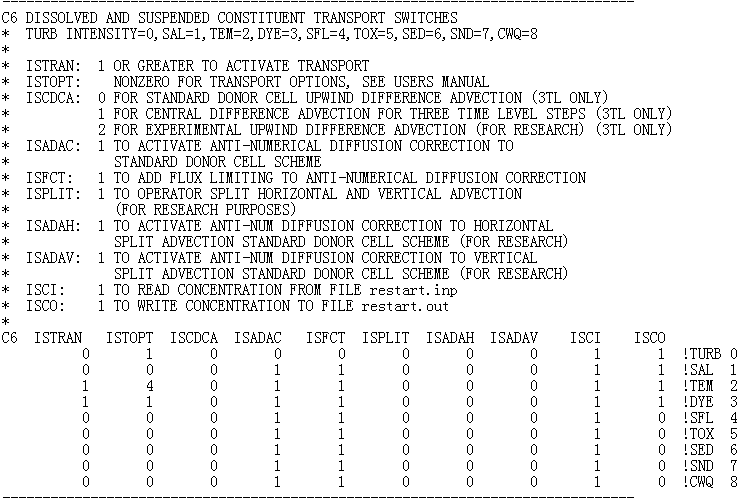 --------------------------------------------------------------------------------
C6 DISSOLVED AND SUSPENDED CONSTITUENT TRANSPORT SWITCHES
*  TURB INTENSITY=0,SAL=1,TEM=2,DYE=3,SFL=4,TOX=5,SED=6,SND=7,CWQ=8
*
*  ISTRAN:  1 OR GREATER TO ACTIVATE TRANSPORT
*  ISTOPT:    NONZERO FOR TRANSPORT OPTIONS, SEE USERS MANUAL
*  ISCDCA:  0 FOR STANDARD DONOR CELL UPWIND DIFFERENCE ADVECTION (3TL ONLY)
*           1 FOR CENTRAL DIFFERENCE ADVECTION FOR THREE TIME LEVEL STEPS (3TL ONLY)
*           2 FOR EXPERIMENTAL UPWIND DIFFERENCE ADVECTION (FOR RESEARCH) (3TL ONLY)
*  ISADAC:  1 TO ACTIVATE ANTI-NUMERICAL DIFFUSION CORRECTION TO
*             STANDARD DONOR CELL SCHEME
*  ISFCT:   1 TO ADD FLUX LIMITING TO ANTI-NUMERICAL DIFFUSION CORRECTION
*  ISPLIT:  1 TO OPERATOR SPLIT HORIZONTAL AND VERTICAL ADVECTION
*             (FOR RESEARCH PURPOSES)
*  ISADAH:  1 TO ACTIVATE ANTI-NUM DIFFUSION CORRECTION TO HORIZONTAL
*             SPLIT ADVECTION STANDARD DONOR CELL SCHEME (FOR RESEARCH)
*  ISADAV:  1 TO ACTIVATE ANTI-NUM DIFFUSION CORRECTION TO VERTICAL
*             SPLIT ADVECTION STANDARD DONOR CELL SCHEME (FOR RESEARCH)
*  ISCI:    1 TO READ CONCENTRATION FROM FILE restart.inp
*  ISCO:    1 TO WRITE CONCENTRATION TO FILE restart.out
*
C6  ISTRAN   ISTOPT  ISCDCA  ISADAC   ISFCT  ISPLIT  ISADAH  ISADAV    ISCI    ISCO
          0       1       0       0       0       0       0       0       1       1  !TURB 0
          0       0       0       1       1       0       0       0       1       1  !SAL  1
          1       4       0       1       1       0       0       0       1       1  !TEM  2
          1       1       0       1       1       0       0       0       1       1  !DYE  3
          0       0       0       1       1       0       0       0       1       0  !SFL  4
          0       0       0       1       1       0       0       0       1       0  !TOX  5
          0       0       0       1       1       0       0       0       1       0  !SED  6
          0       0       0       1       1       0       0       0       1       0  !SND  7
          0       0       0       1       1       0       0       0       1       0  !CWQ  8
--------------------------------------------------------------------------------